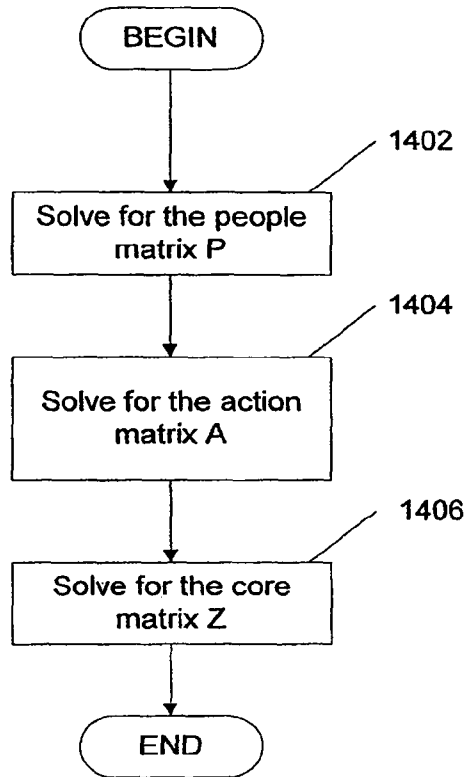 BEGIN
1402
Solve for the people
matrix P
1404
Solve for the action
matrix A
1406
Solve for the core
matrix Z
END